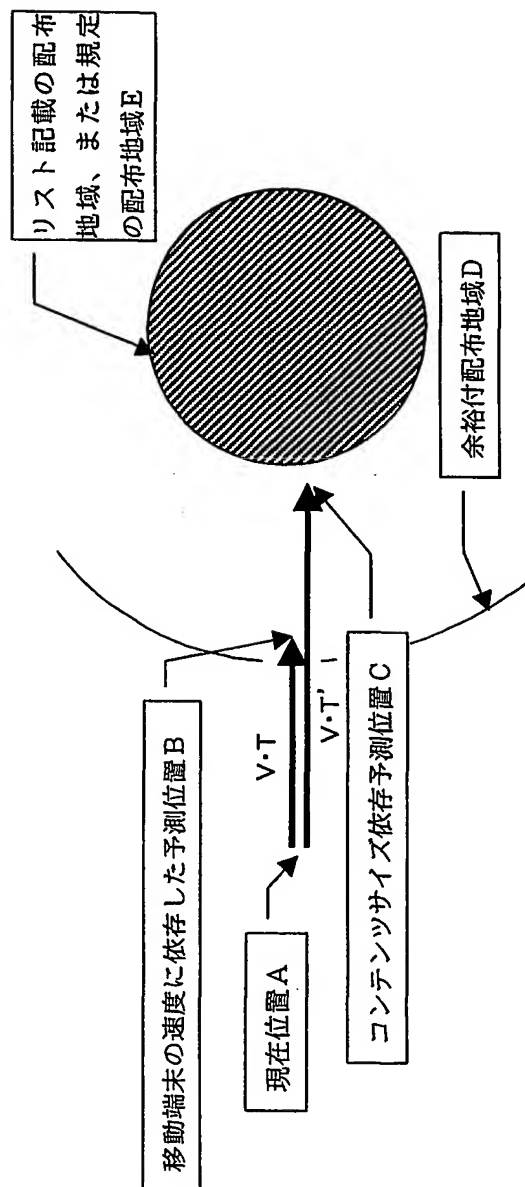 リスト記載の配布
地域、または規定
の配布地域E
移動端末の速度に依存した予測位置B
V·T
V·T'
現在位置A
コンテンツサイズ依存予測位置C
余裕付配布地域D